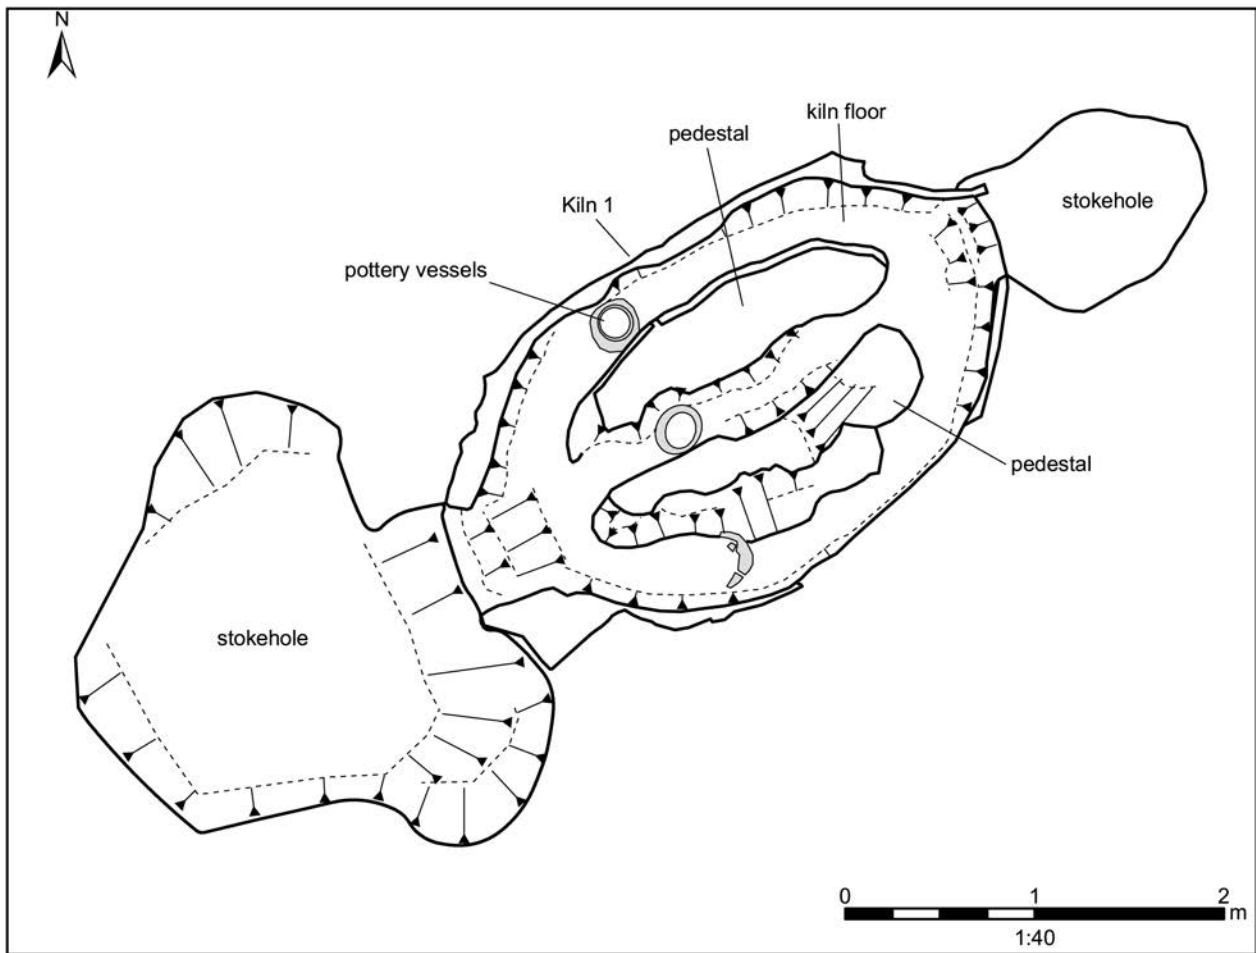 N
kiln floor
pedestal
stokehole
Kiln 1
pottery vessels
pedestal
stokehole
0 1 2
m
1:40